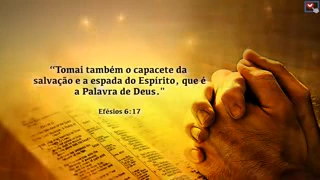 “Tomai também o capacete da
salvação e a espada do Espírito, que é
a Palavra de Deus."
Efésios 6:17